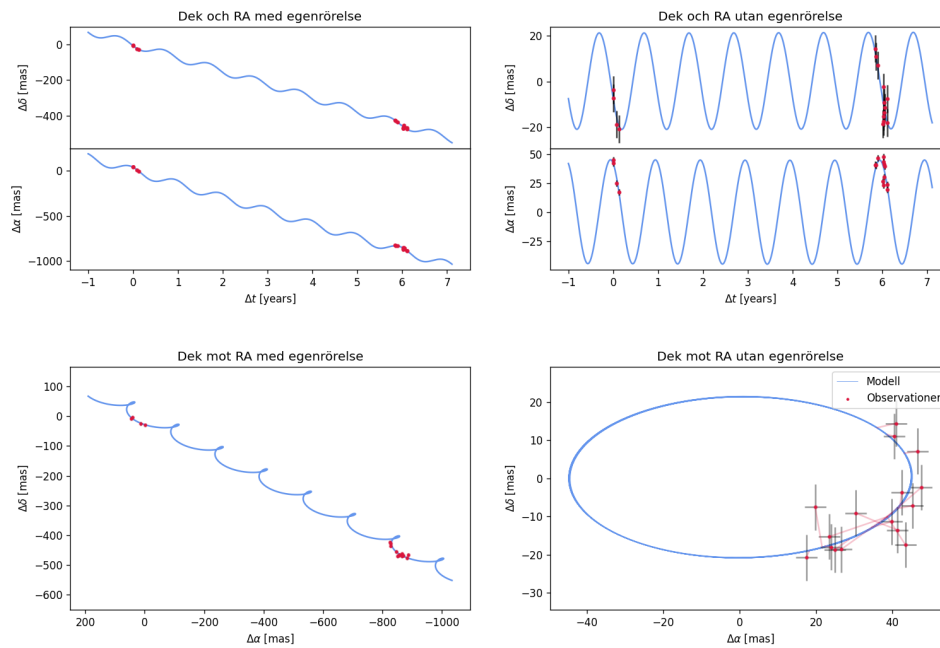 Dek och RA med egenrörelse
Dek och RA utan egenrörelse
Δδ [mas]
0
−200
−400
Δδ [mas]
20
0
−20
Δα [mas]
0
−500
−1000
Δα [mas]
50
25
0
−25
−1 0 1 2 3 4 5 6 7
Δt [years]
−1 0 1 2 3 4 5 6 7
Δt [years]
Dek mot RA med egenrörelse
Dek mot RA utan egenrörelse
Δδ [mas]
100
0
−100
−200
−300
−400
−500
−600
200 0 −200 −400 −600 −800 −1000
Δα [mas]
Δδ [mas]
30
20
10
0
−10
−20
−30
−40 −20 0 20 40
Δα [mas]
Modell
Observationer